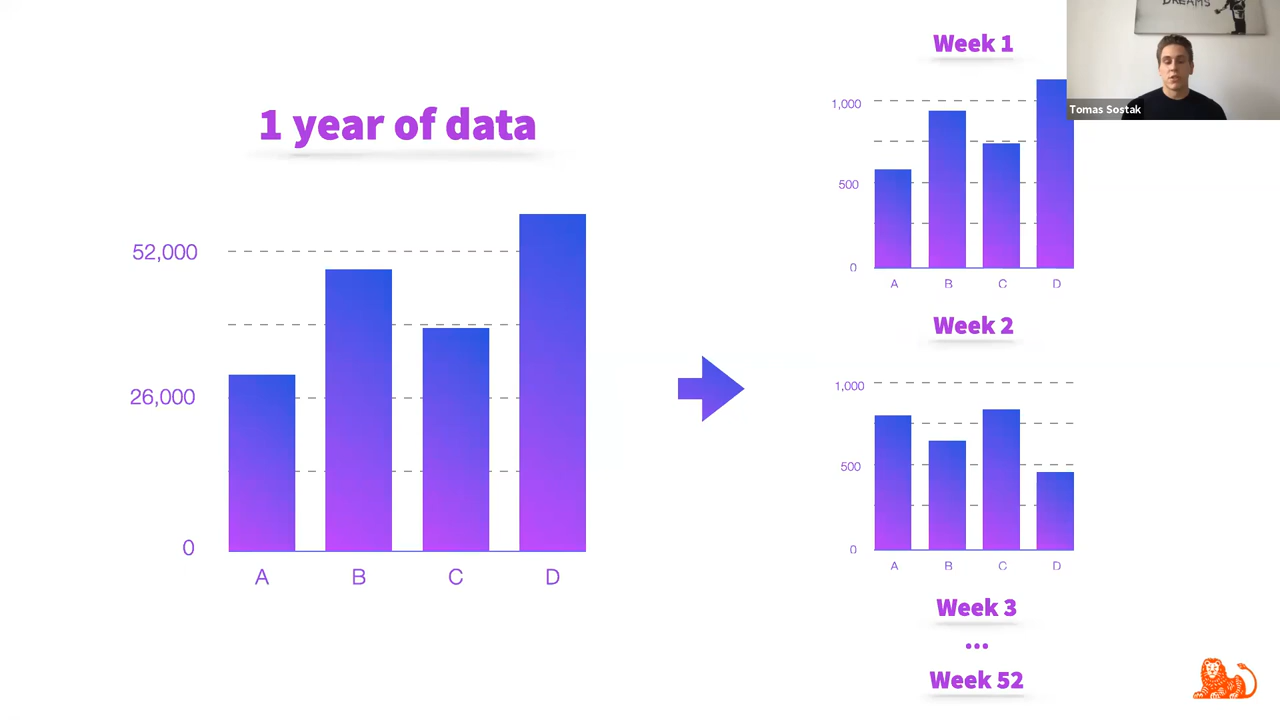 1 year of data
52,000
26,000
0
A B C D
Week 1
1,000
500
0
A B C D
Week 2
1,000
500
0
A B C D
Week 3
...
Week 52
DREAMS
Tomas Sostak